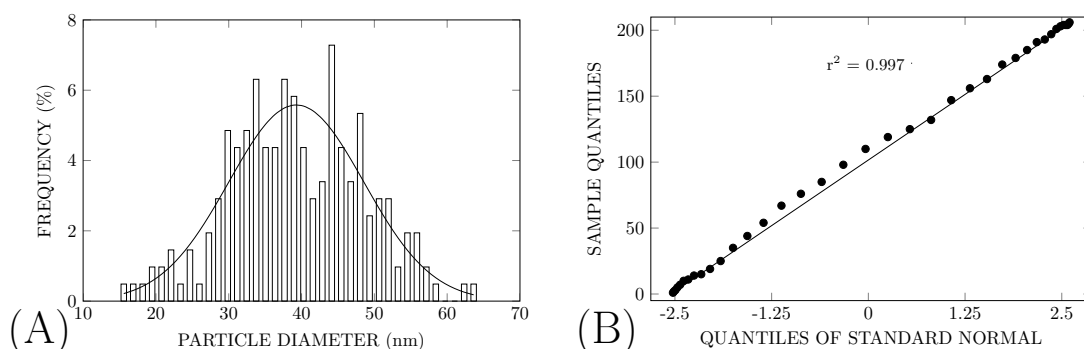 8
6
4
2
0
FREQUENCY (%)
10 20 30 40 50 60 70
PARTICLE DIAMETER (nm)
(A)
200
150
100
50
0
SAMPLE QUANTILES
r² = 0.997
-2.5 -1.25 0 1.25 2.5
QUANTILES OF STANDARD NORMAL
(B)